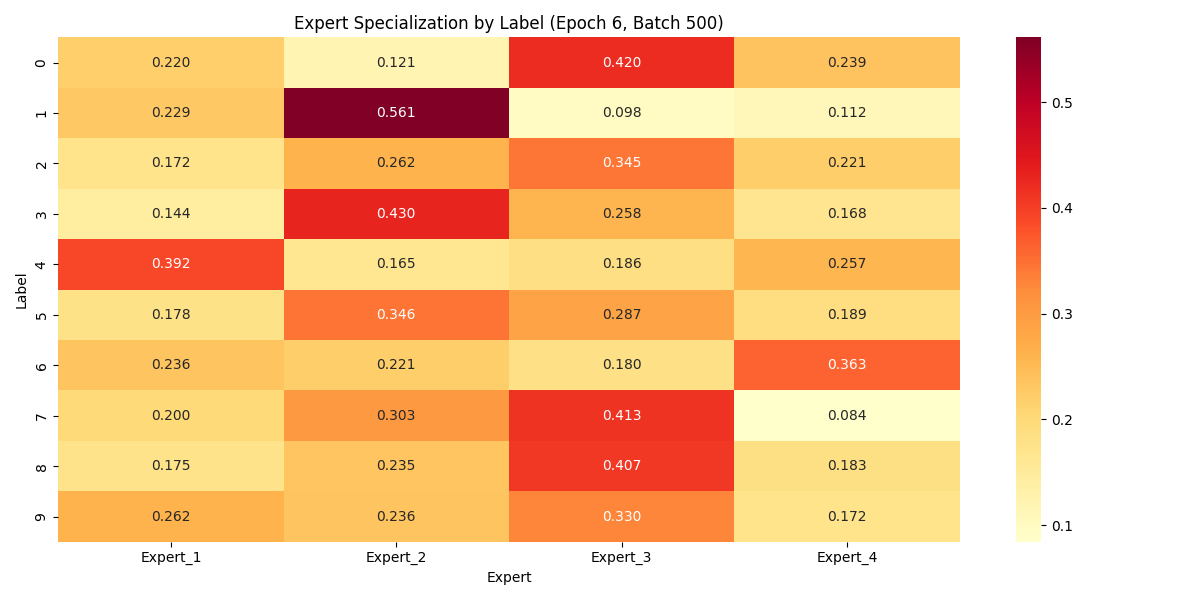 Expert Specialization by Label (Epoch 6, Batch 500)
0 0.220 0.121 0.420 0.239
1 0.229 0.561 0.098 0.112
2 0.172 0.262 0.345 0.221
3 0.144 0.430 0.258 0.168
4 0.392 0.165 0.186 0.257
5 0.178 0.346 0.287 0.189
6 0.236 0.221 0.180 0.363
7 0.200 0.303 0.413 0.084
8 0.175 0.235 0.407 0.183
9 0.262 0.236 0.330 0.172
Label
Expert_1 Expert_2 Expert_3 Expert_4
Expert
0.5
0.4
0.3
0.2
0.1